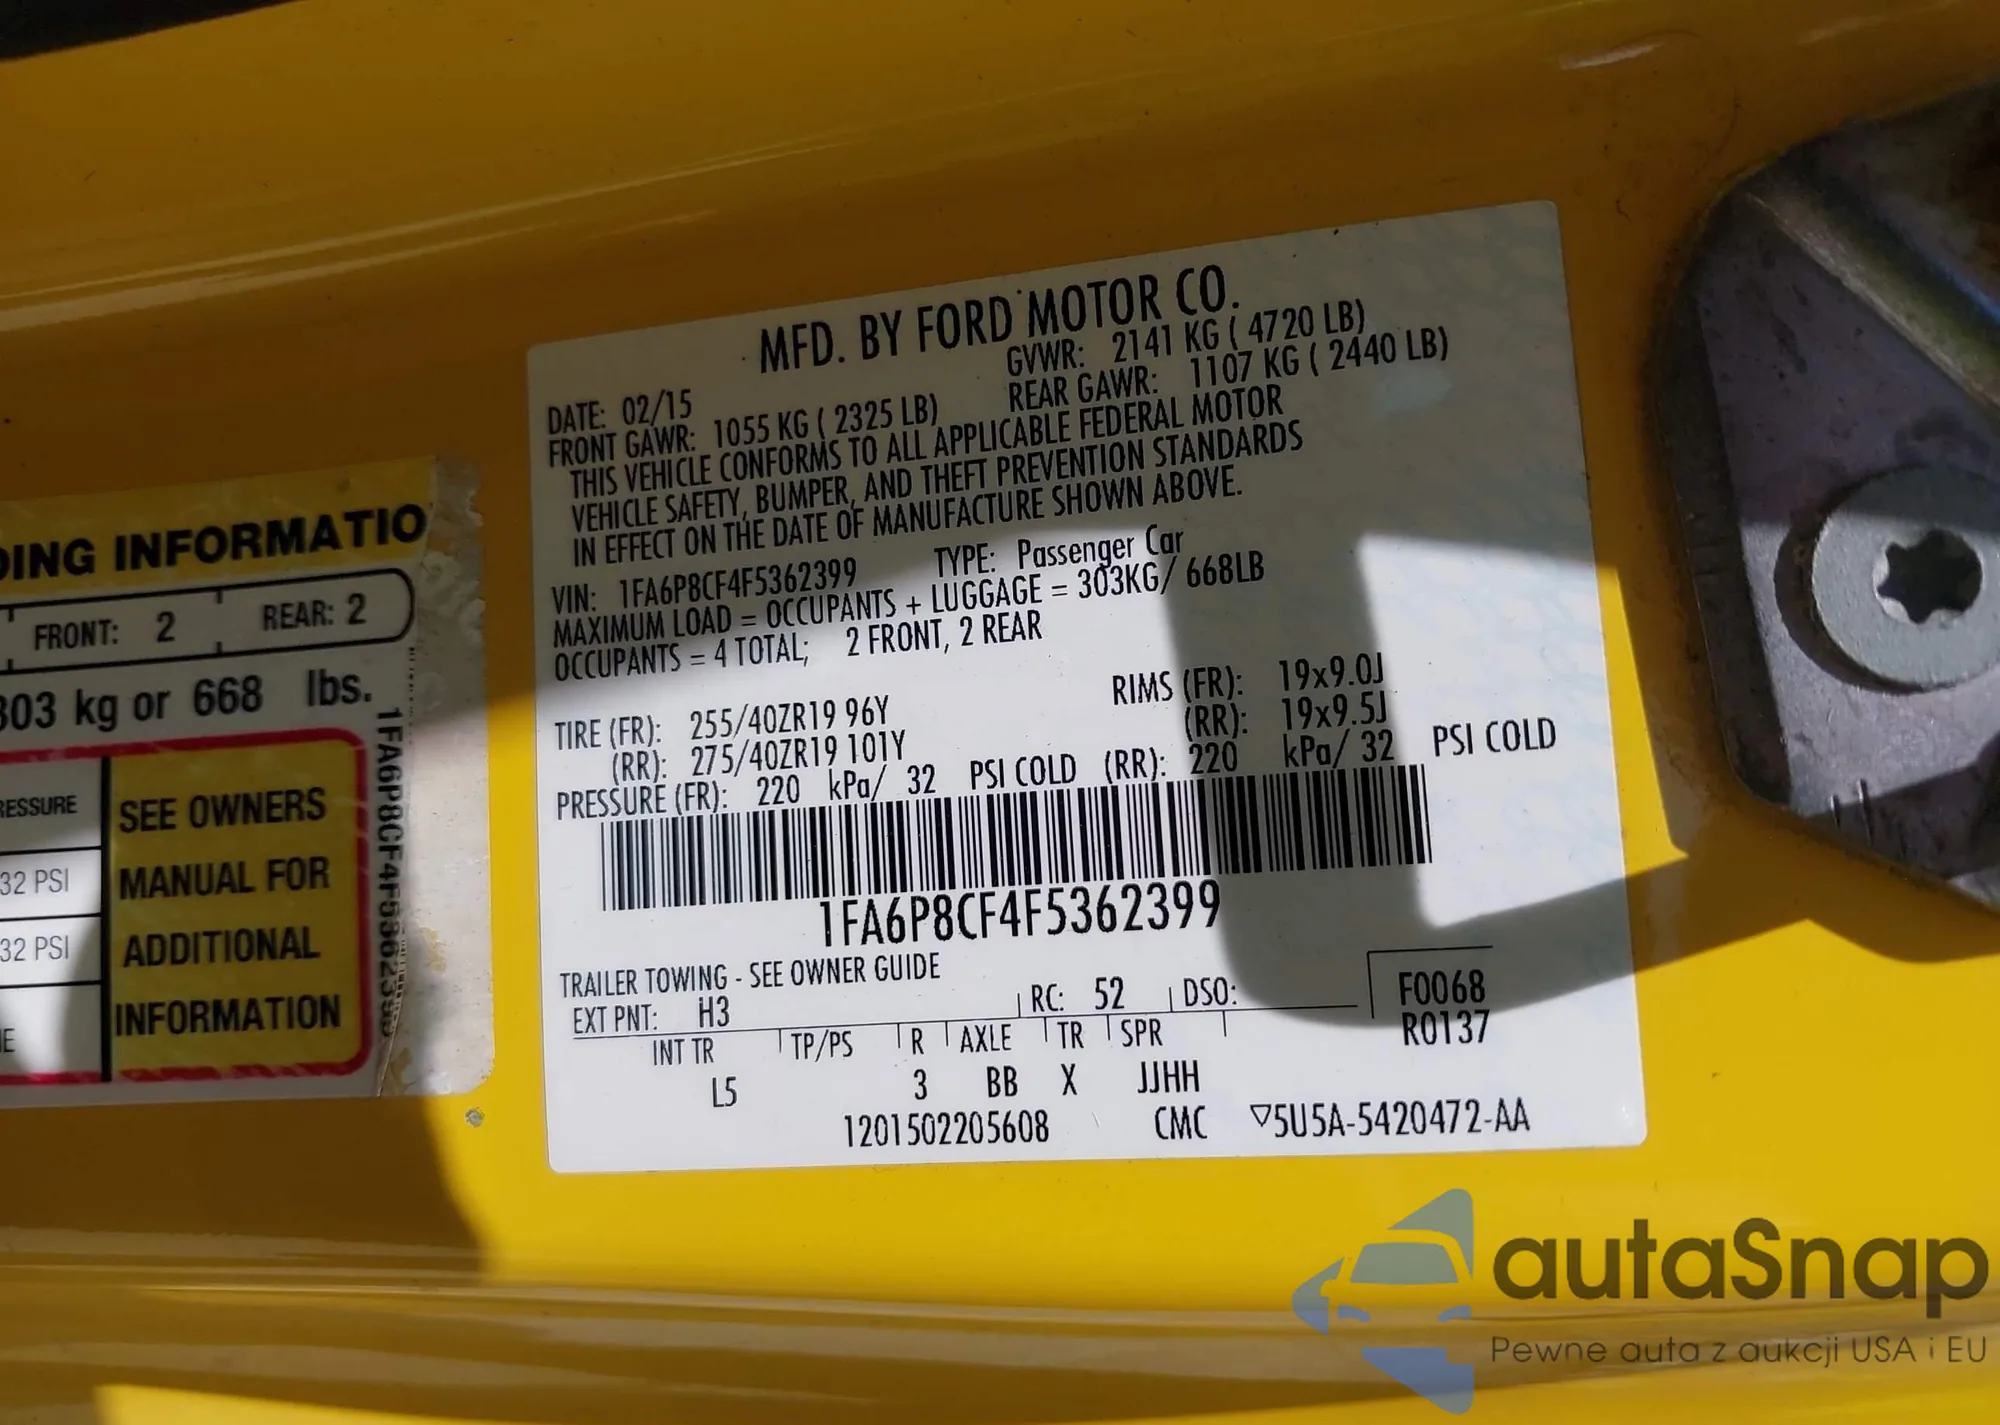 DING INFORMATIO
FRONT: 2 REAR: 2
303 kg or 668 lbs.
RESSURE
32 PSI
32 PSI
SEE OWNERS
MANUAL FOR
ADDITIONAL
INFORMATION
1FA6P8CF4F5362399
MFD. BY FORD MOTOR CO.
DATE: 02/15 GVWR: 2141 KG ( 4720 LB)
FRONT GAWR: 1055 KG ( 2325 LB) REAR GAWR: 1107 KG ( 2440 LB)
THIS VEHICLE CONFORMS TO ALL APPLICABLE FEDERAL MOTOR
VEHICLE SAFETY, BUMPER, AND THEFT PREVENTION STANDARDS
IN EFFECT ON THE DATE OF MANUFACTURE SHOWN ABOVE.
VIN: 1FA6P8CF4F5362399 TYPE: Passenger Car
MAXIMUM LOAD = OCCUPANTS + LUGGAGE = 303KG/ 668LB
OCCUPANTS = 4 TOTAL; 2 FRONT, 2 REAR
TIRE (FR): 255/40ZR19 96Y RIMS (FR): 19x9.0J
(RR): 275/40ZR19 101Y (RR): 19x9.5J
PRESSURE (FR): 220 kPa/ 32 PSI COLD (RR): 220 kPa/ 32 PSI COLD
1FA6P8CF4F5362399
TRAILER TOWING - SEE OWNER GUIDE
EXT PNT: H3 RC: 52 DSO: F0068
INT TR TP/PS R AXLE TR SPR R0137
L5 3 BB X JJHH
1201502205608 CMC ▽5U5A-5420472-AA
autaSnap
Pewne auta z aukcji USA i EU